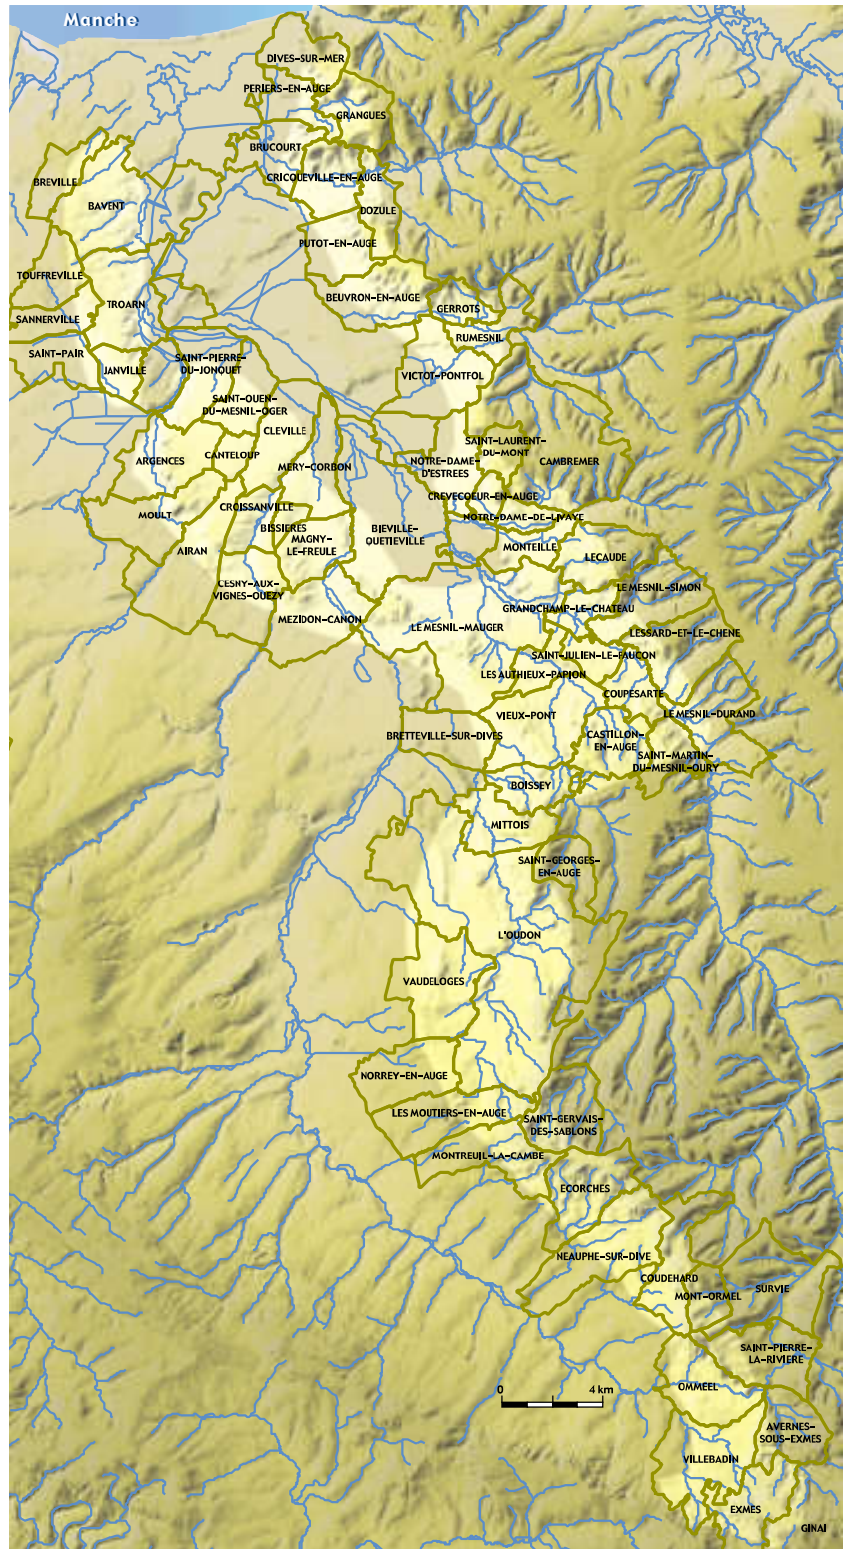 Manche
DIVES-SUR-MER
PERIERS-EN-AUGE
GRANGUES
BRUCOURT
CRICQUEVILLE-EN-AUGE
BREVILLE
BAVENT
DOZULE
PUTOT-EN-AUGE
TOUFFREVILLE
BEUVRON-EN-AUGE
TROARN
GERROTS
SANNERVILLE
RUMESNIL
SAINT-PAIR
SAINT-PIERRE-
DU-JONQUET
JANVILLE
VICTOT-PONTFOL
SAINT-OUEN-
DU-MESNIL-OGER
CLEVILLE
SAINT-LAURENT-
DU-MONT
CANTELOUP
ARGENCES
MERY-CORBON
NOTRE-DAME-
D'ESTREES
CAMBREMER
CREVECOEUR-EN-AUGE
CROISSANVILLE
MOULT
NOTRE-DAME-DE-LIVAYE
BISSIERES
BIEVILLE-
QUETIEVILLE
MAGNY-
LE-FREULE
AIRAN
MONTEILLE
LECAUDE
CESNY-AUX-
VIGNES-OUEZY
LE MESNIL-SIMON
GRANDCHAMP-LE-CHATEAU
MEZIDON-CANON
LE MESNIL-MAUGER
LESSARD-ET-LE-CHENE
SAINT-JULIEN-LE-FAUCON
LES AUTHIEUX-PAPION
COUPESARTE
VIEUX-PONT
LE MESNIL-DURAND
BRETTEVILLE-SUR-DIVES
CASTILLON-
EN-AUGE
SAINT-MARTIN-
DU-MESNIL-OURY
BOISSEY
MITTOIS
SAINT-GEORGES-
EN-AUGE
L'OUDON
VAUDELOGES
NORREY-EN-AUGE
LES MOUTIERS-EN-AUGE
SAINT-GERVAIS-
DES-SABLONS
MONTREUIL-LA-CAMBE
ECORCHES
NEAUPHE-SUR-DIVE
COUDEHARD
SURVIE
MONT-ORMEL
SAINT-PIERRE-
LA-RIVIERE
OMMEEL
0 4 km
AVERNES-
SOUS-EXMES
VILLEBADIN
EXMES
GINAI